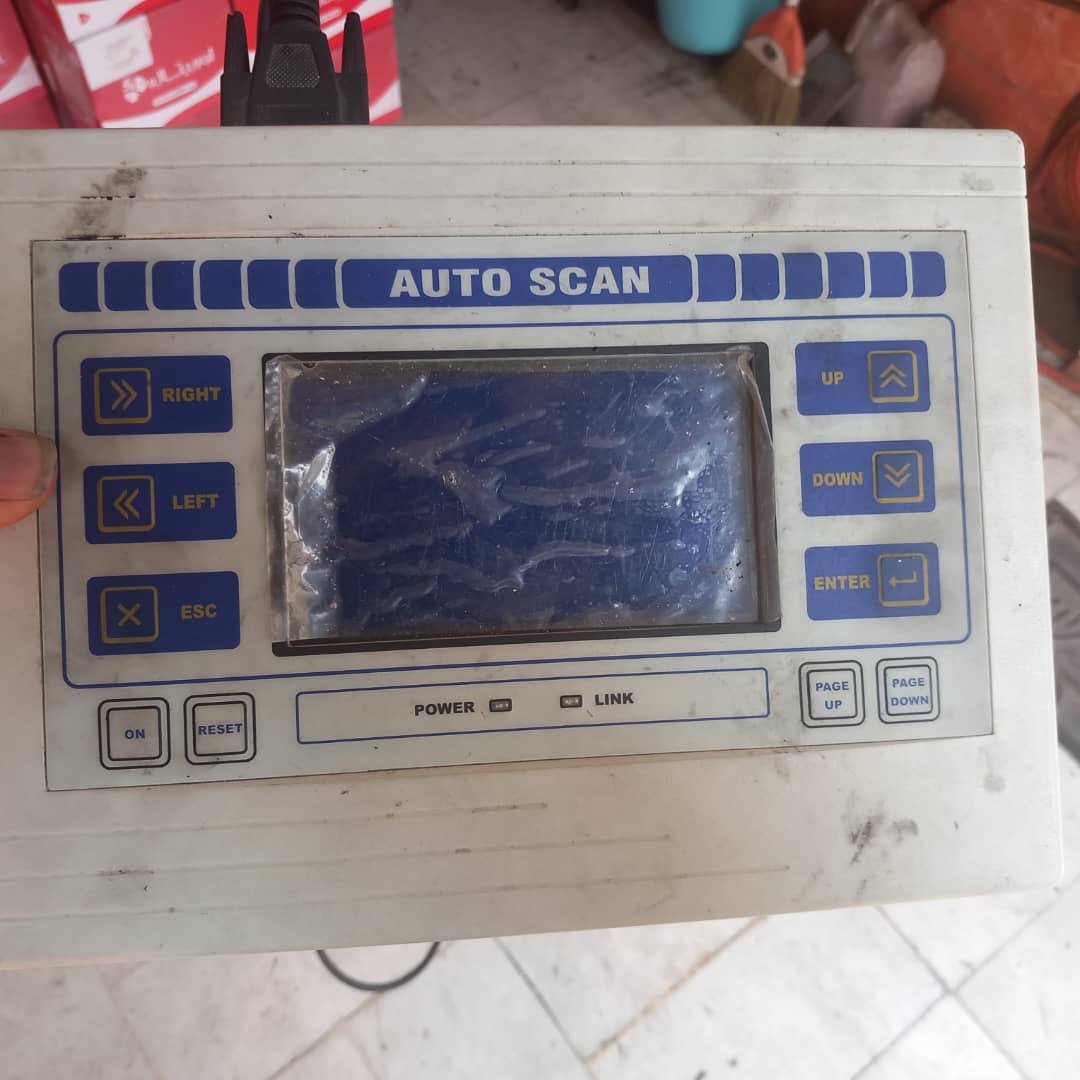 AUTO SCAN
RIGHT
UP
LEFT
DOWN
ESC
ENTER
ON
RESET
POWER
LINK
PAGE
UP
PAGE
DOWN